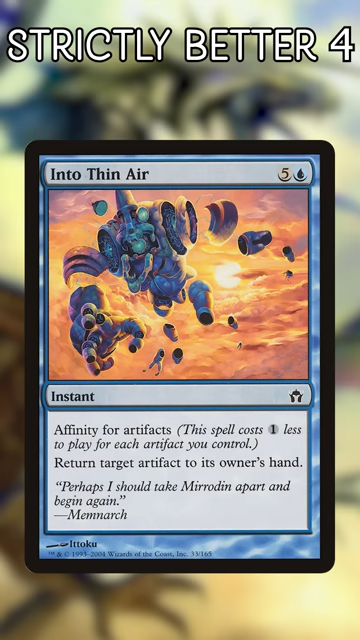 STRICTLY BETTER 4
Into Thin Air 5
Instant
Affinity for artifacts (This spell costs 1 less
to play for each artifact you control.)
Return target artifact to its owner's hand.
"Perhaps I should take Mirrodin apart and
begin again."
—Memnarch
Ittoku
™ & © 1993–2004 Wizards of the Coast, Inc. 33/165